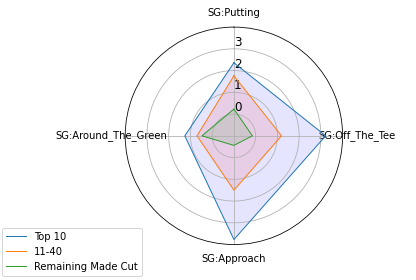 SG:Putting
3
2
1
0
SG:Around_The_Green
SG:Off_The_Tee
SG:Approach
Top 10
11-40
Remaining Made Cut